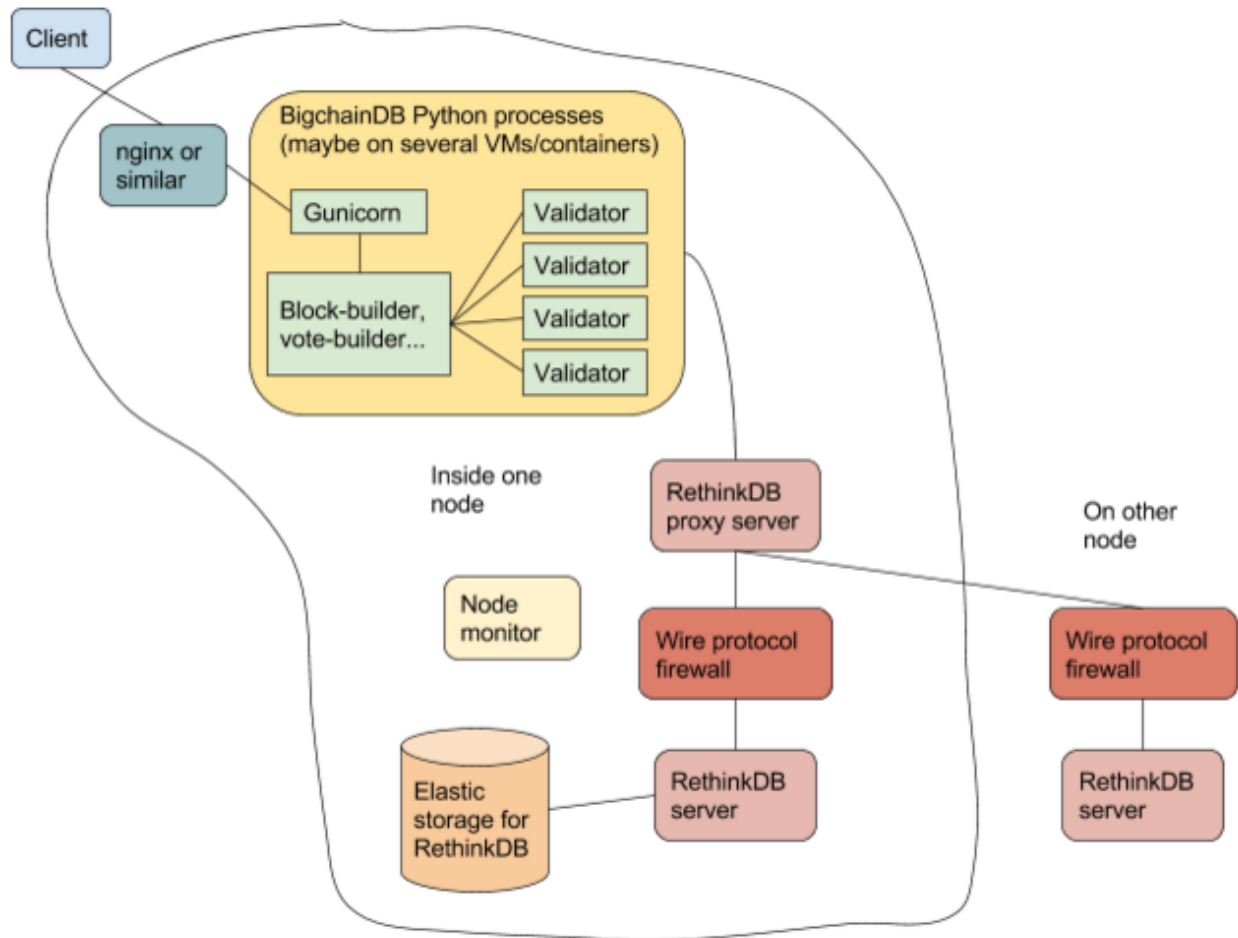 Client
nginx or
similar
BigchainDB Python processes
(maybe on several VMs/containers)
Gunicorn
Block-builder,
vote-builder...
Validator
Validator
Validator
Validator
Inside one
node
RethinkDB
proxy server
On other
node
Node
monitor
Wire protocol
firewall
Wire protocol
firewall
Elastic
storage for
RethinkDB
RethinkDB
server
RethinkDB
server